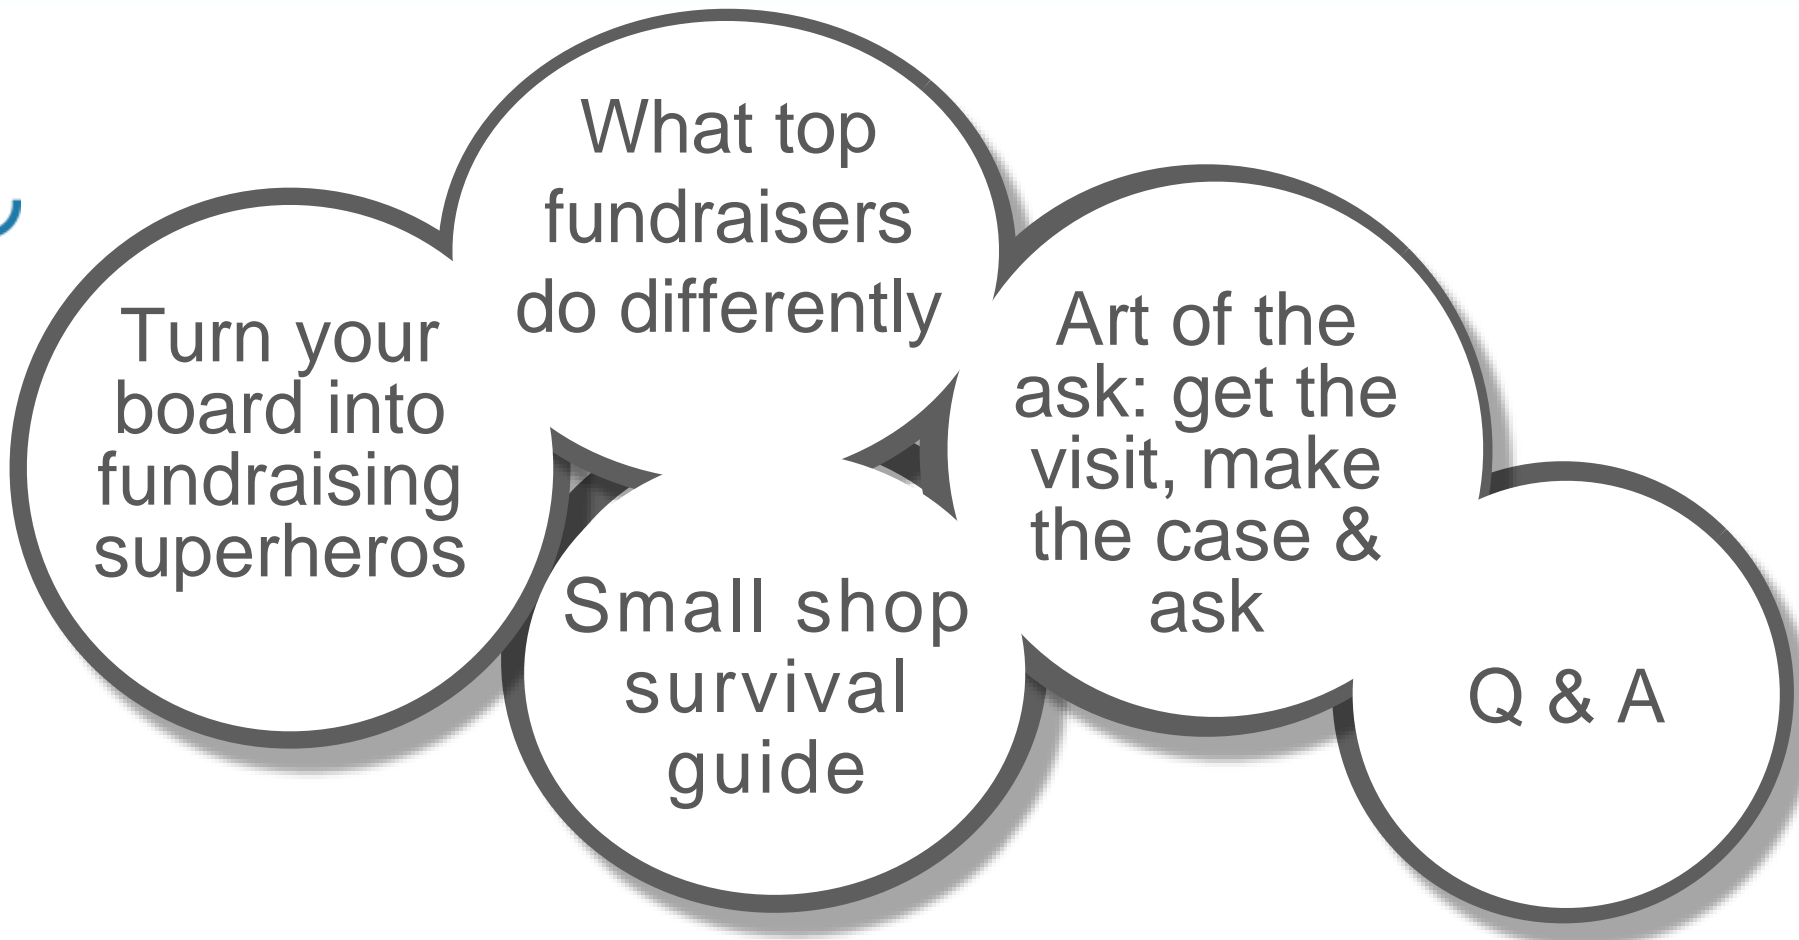 Turn your
board into
fundraising
superheros
What top
fundraisers
do differently
Small shop
survival
guide
Art of the
ask: get the
visit, make
the case &
ask
Q & A